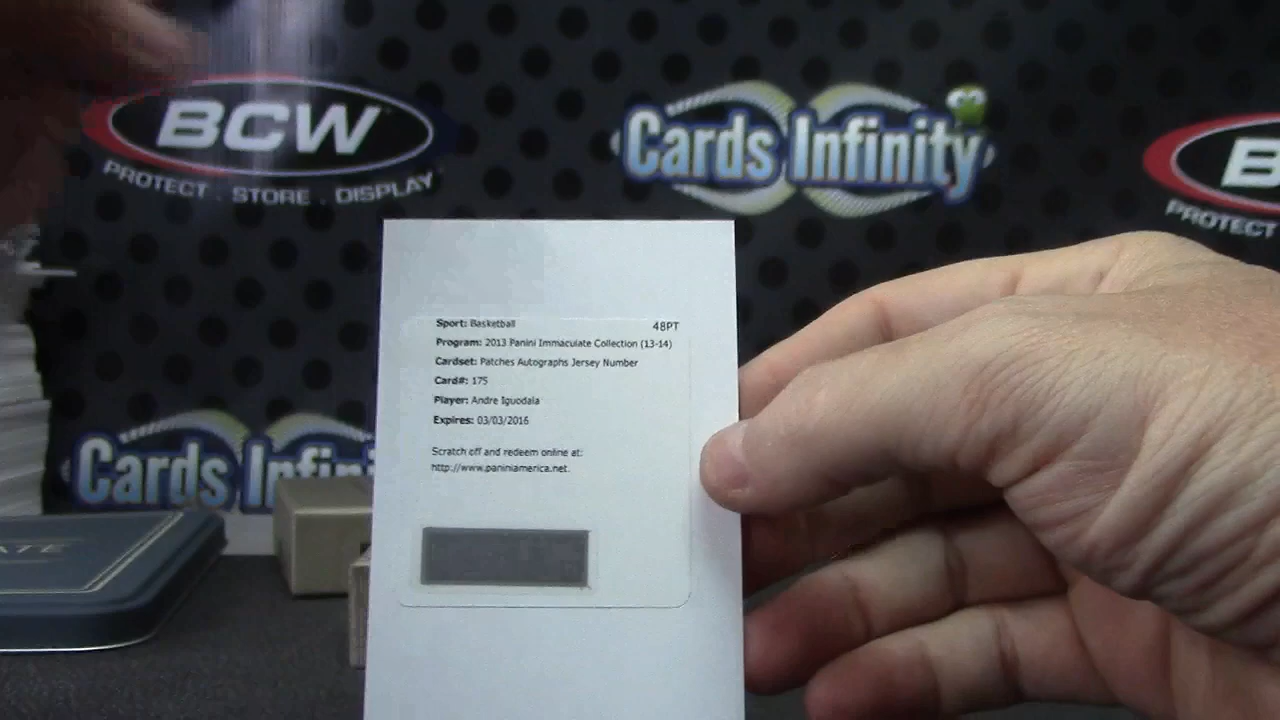 BCW
PROTECT . STORE . DISPLAY
Cards Infinity
PROTECT
Sport: Basketball
48PT
Program: 2013 Panini Immaculate Collection (13-14)
Cardset: Patches Autographs Jersey Number
Card#: 175
Player: Andre Iguodala
Expires: 03/03/2016
Scratch off and redeem online at:
http://www.paniniamerica.net.
Cards Infini
ATE